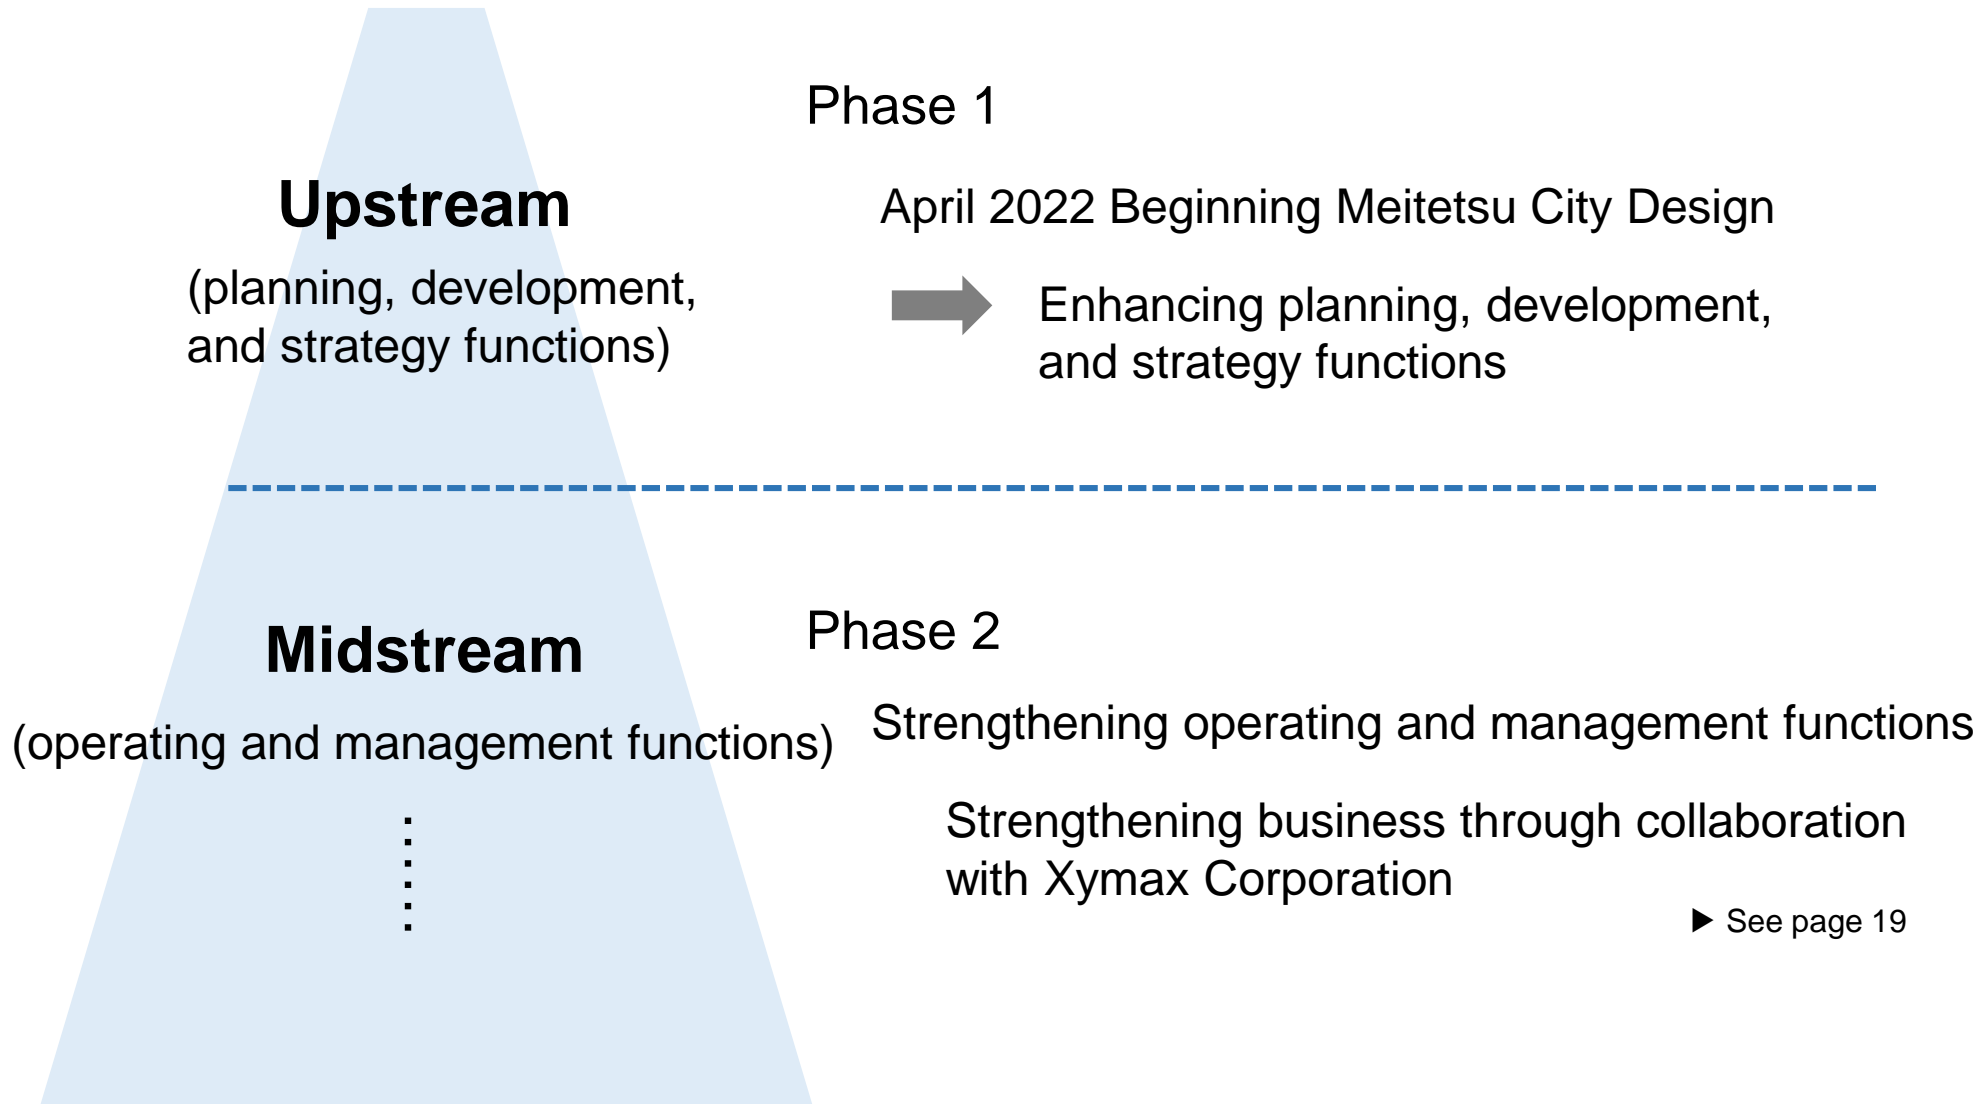 Phase 1
Upstream
April 2022 Beginning Meitetsu City Design
(planning, development,
and strategy functions)
Enhancing planning, development,
and strategy functions
Midstream
Phase 2
(operating and management functions)
Strengthening operating and management functions
Strengthening business through collaboration
with Xymax Corporation
▶ See page 19